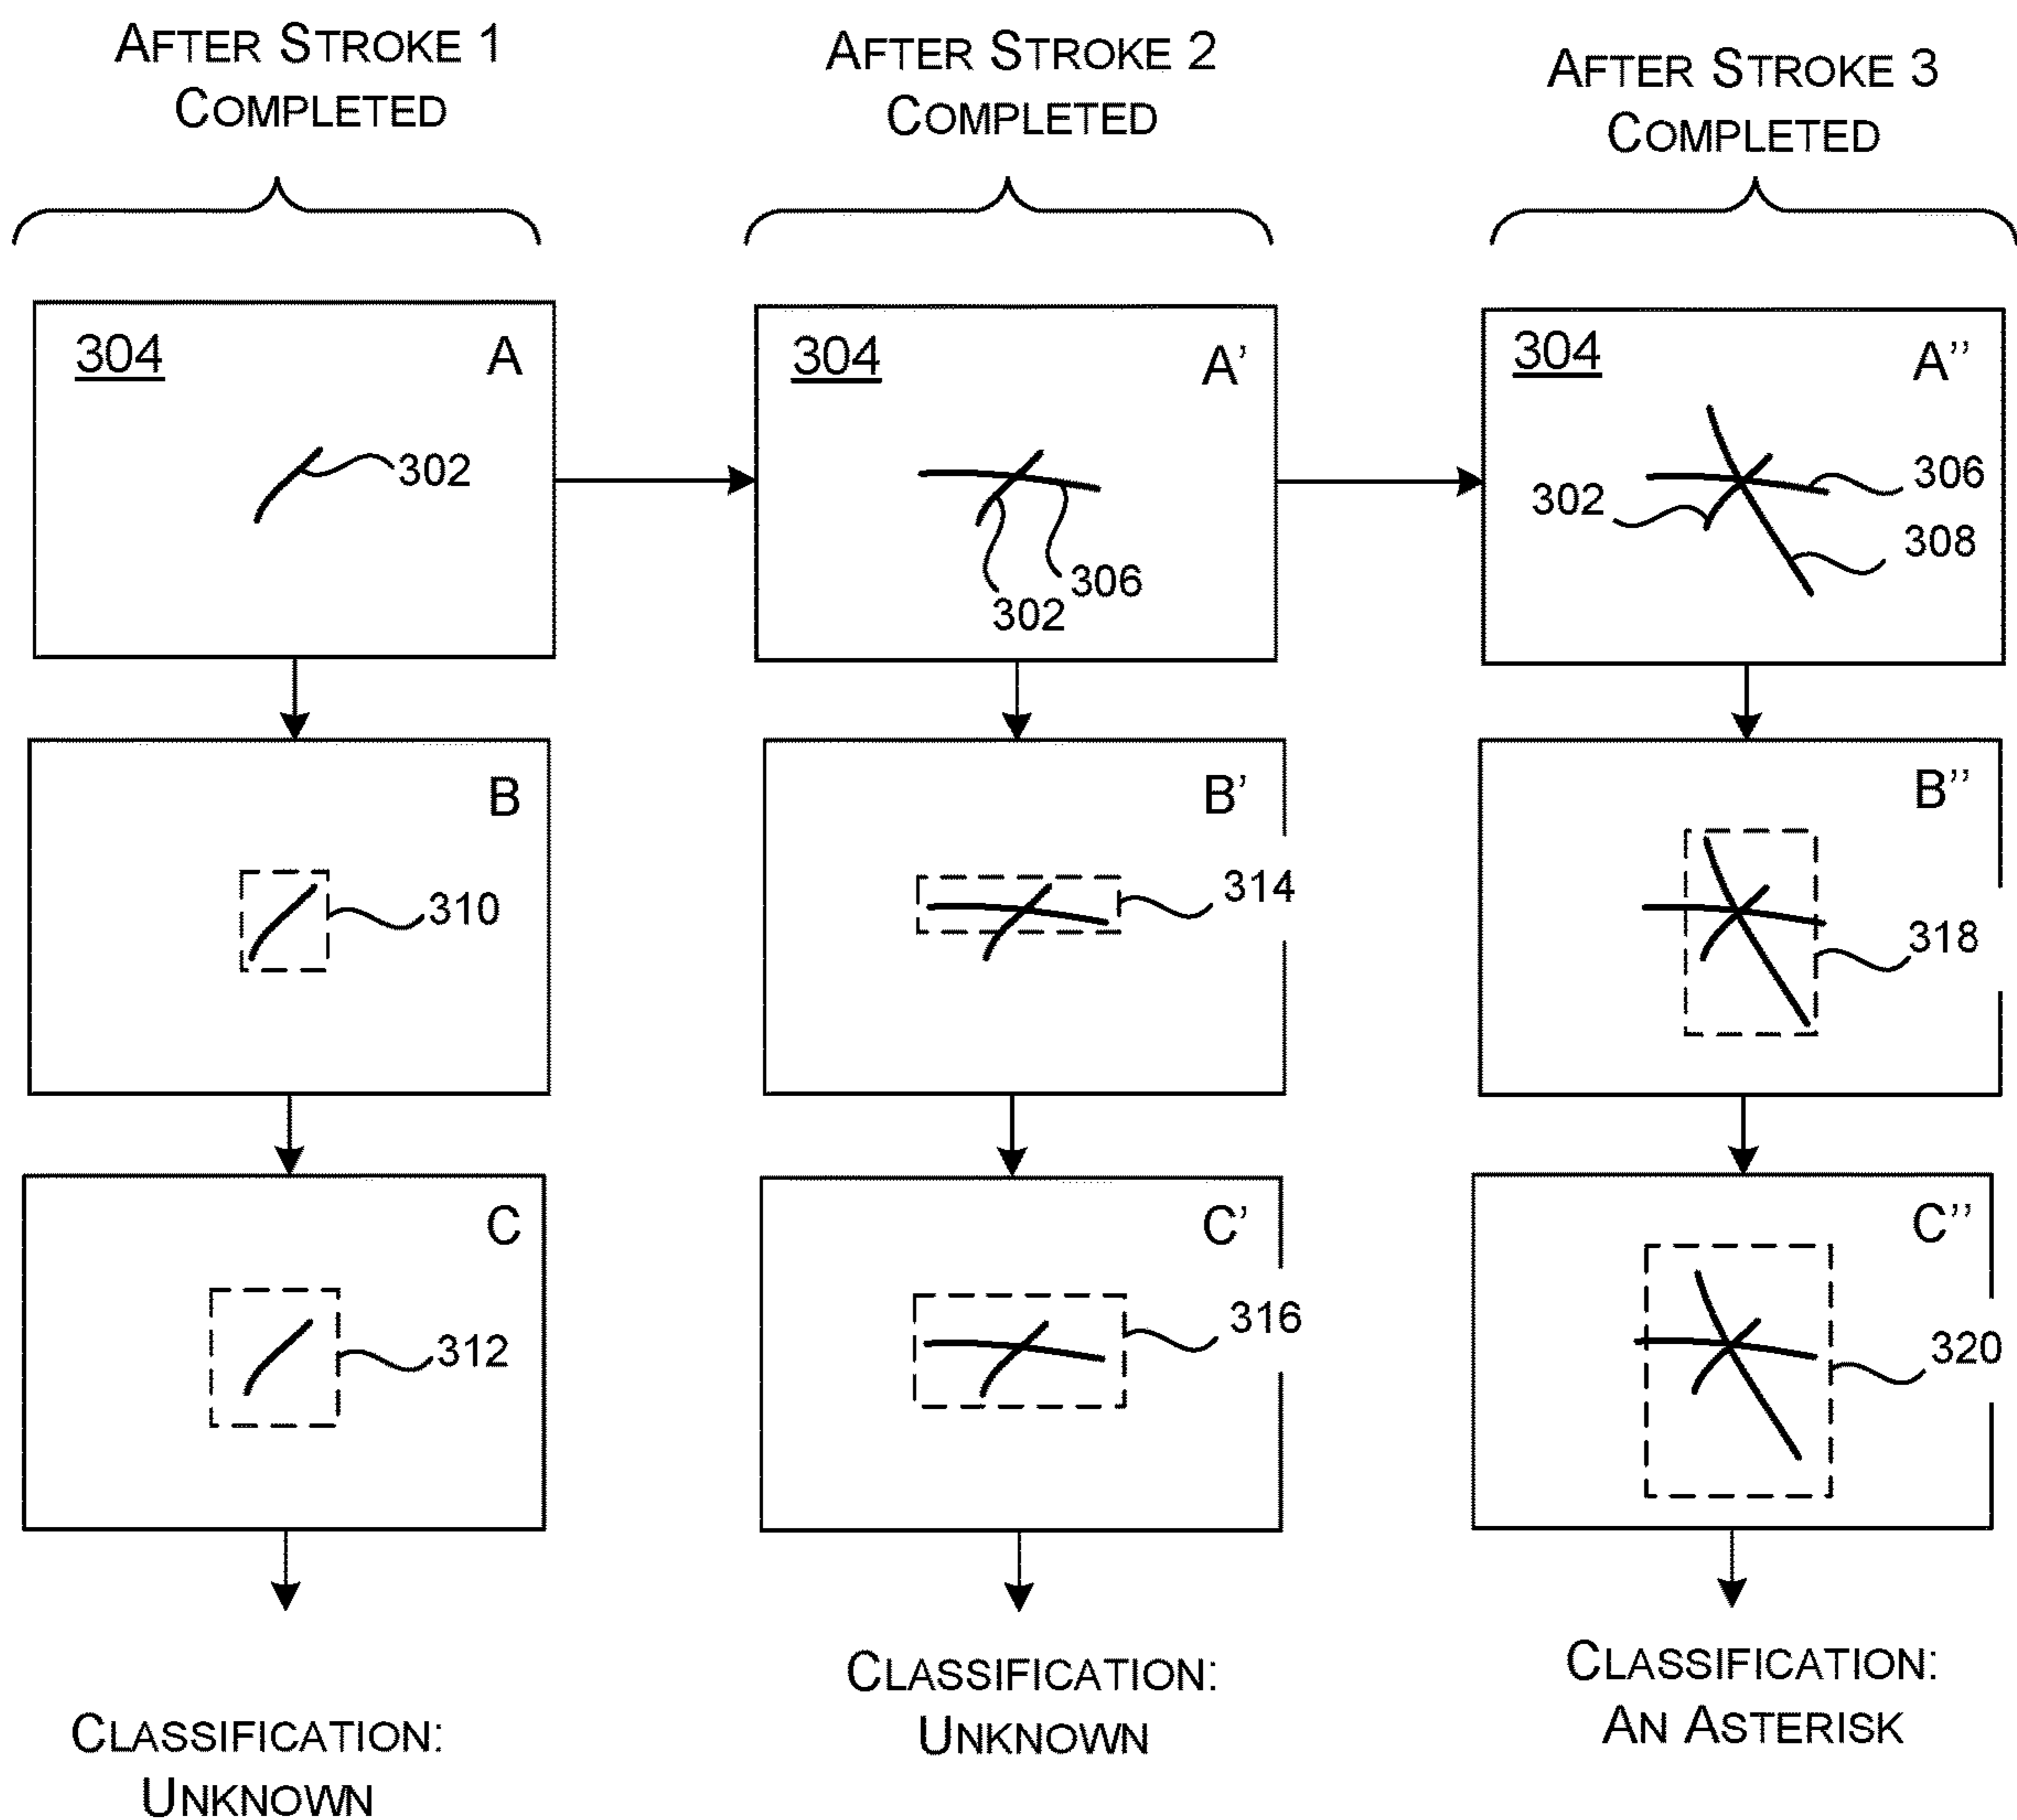 AFTER STROKE 1
COMPLETED
AFTER STROKE 2
COMPLETED
AFTER STROKE 3
COMPLETED
304
A
302
304
A’
306
302
304
A’’
306
302
308
B
310
B’
314
B’’
318
C
312
C’
316
C’’
320
CLASSIFICATION:
UNKNOWN
CLASSIFICATION:
UNKNOWN
CLASSIFICATION:
AN ASTERISK